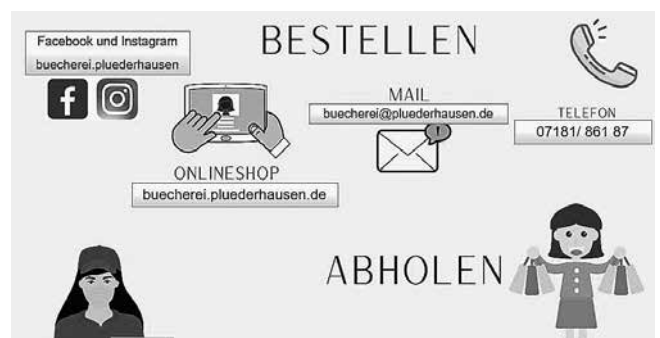 Facebook und Instagram
buecherei.pluederhausen
BESTELLEN
ONLINESHOP
buecherei.pluederhausen.de
MAIL
buecherei@pluederhausen.de
!
TELEFON
07181/ 861 87
ABHOLEN